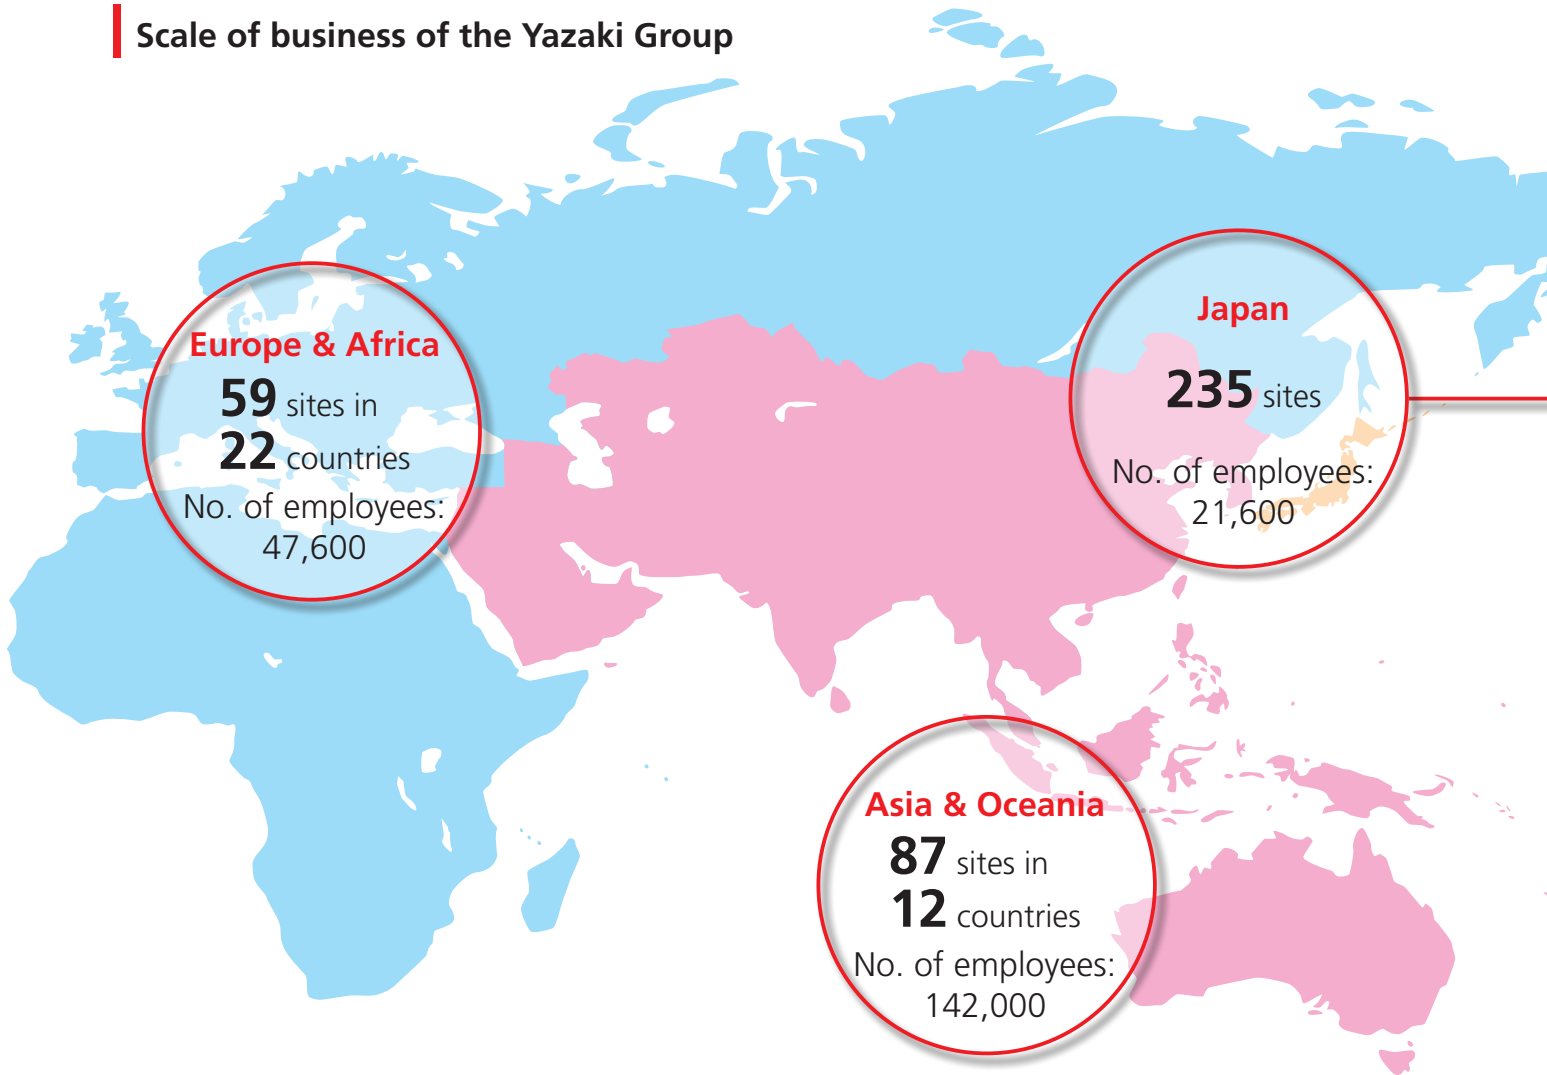 Scale of business of the Yazaki Group
Europe & Africa
59 sites in
22 countries
No. of employees:
47,600
Japan
235 sites
No. of employees:
21,600
Asia & Oceania
87 sites in
12 countries
No. of employees:
142,000